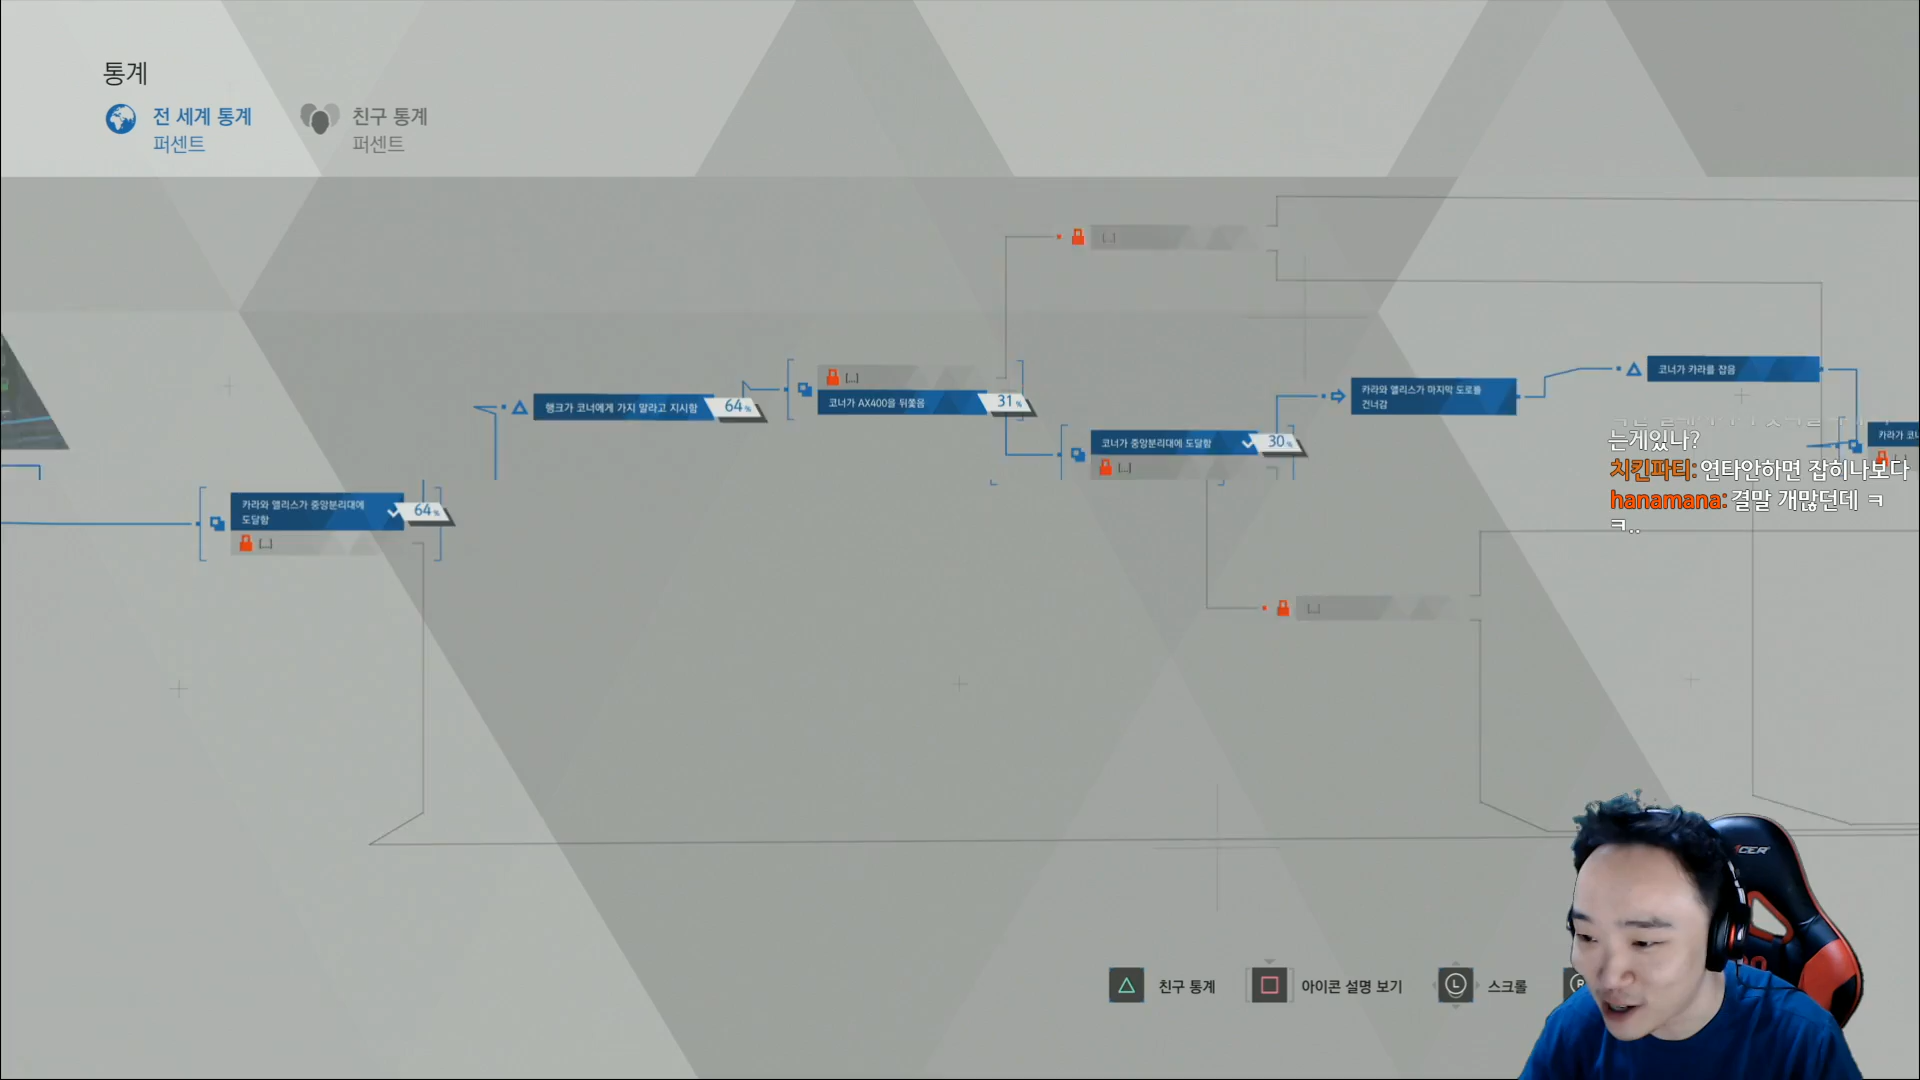 통계
전 세계 통계
퍼센트
친구 통계
퍼센트
[...]
[...]
코너가 AX400을 뒤쫓음
31%
행크가 코너에게 가지 말라고 지시함
64%
카라와 앨리스가 마지막 도로를
건너감
코너가 카라를 잡음
코너가 중앙분리대에 도달함
30%
[...]
카라와 앨리스가 중앙분리대에
도달함
64%
[...]
[...]
카라가 코너
는게있나?
치킨파티: 연타안하면 잡히나보다
hanamana: 결말 개많던데 ㅋ
ㅋ..
친구 통계
아이콘 설명 보기
L
스크롤
R